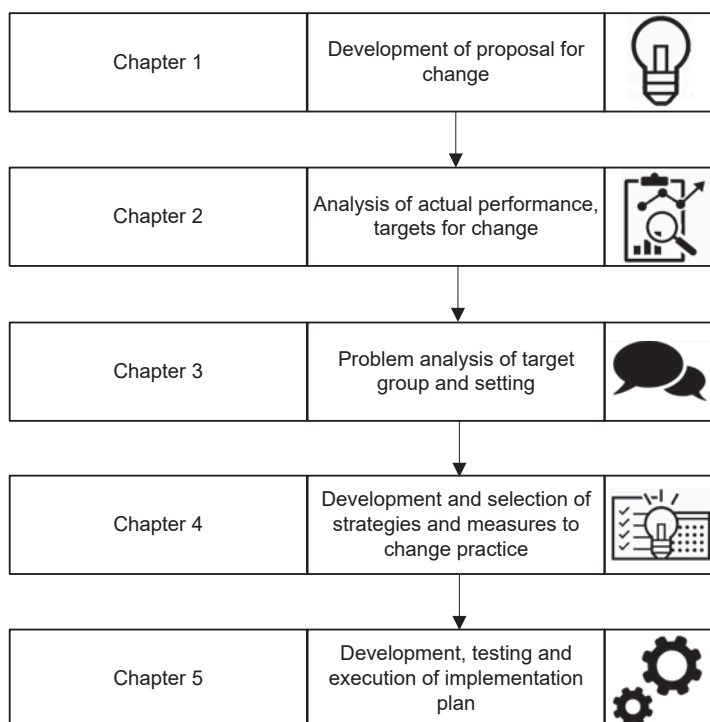 Chapter 1
Development of proposal for
change
Chapter 2
Analysis of actual performance,
targets for change
Chapter 3
Problem analysis of target
group and setting
Chapter 4
Development and selection of
strategies and measures to
change practice
Chapter 5
Development, testing and
execution of implementation
plan